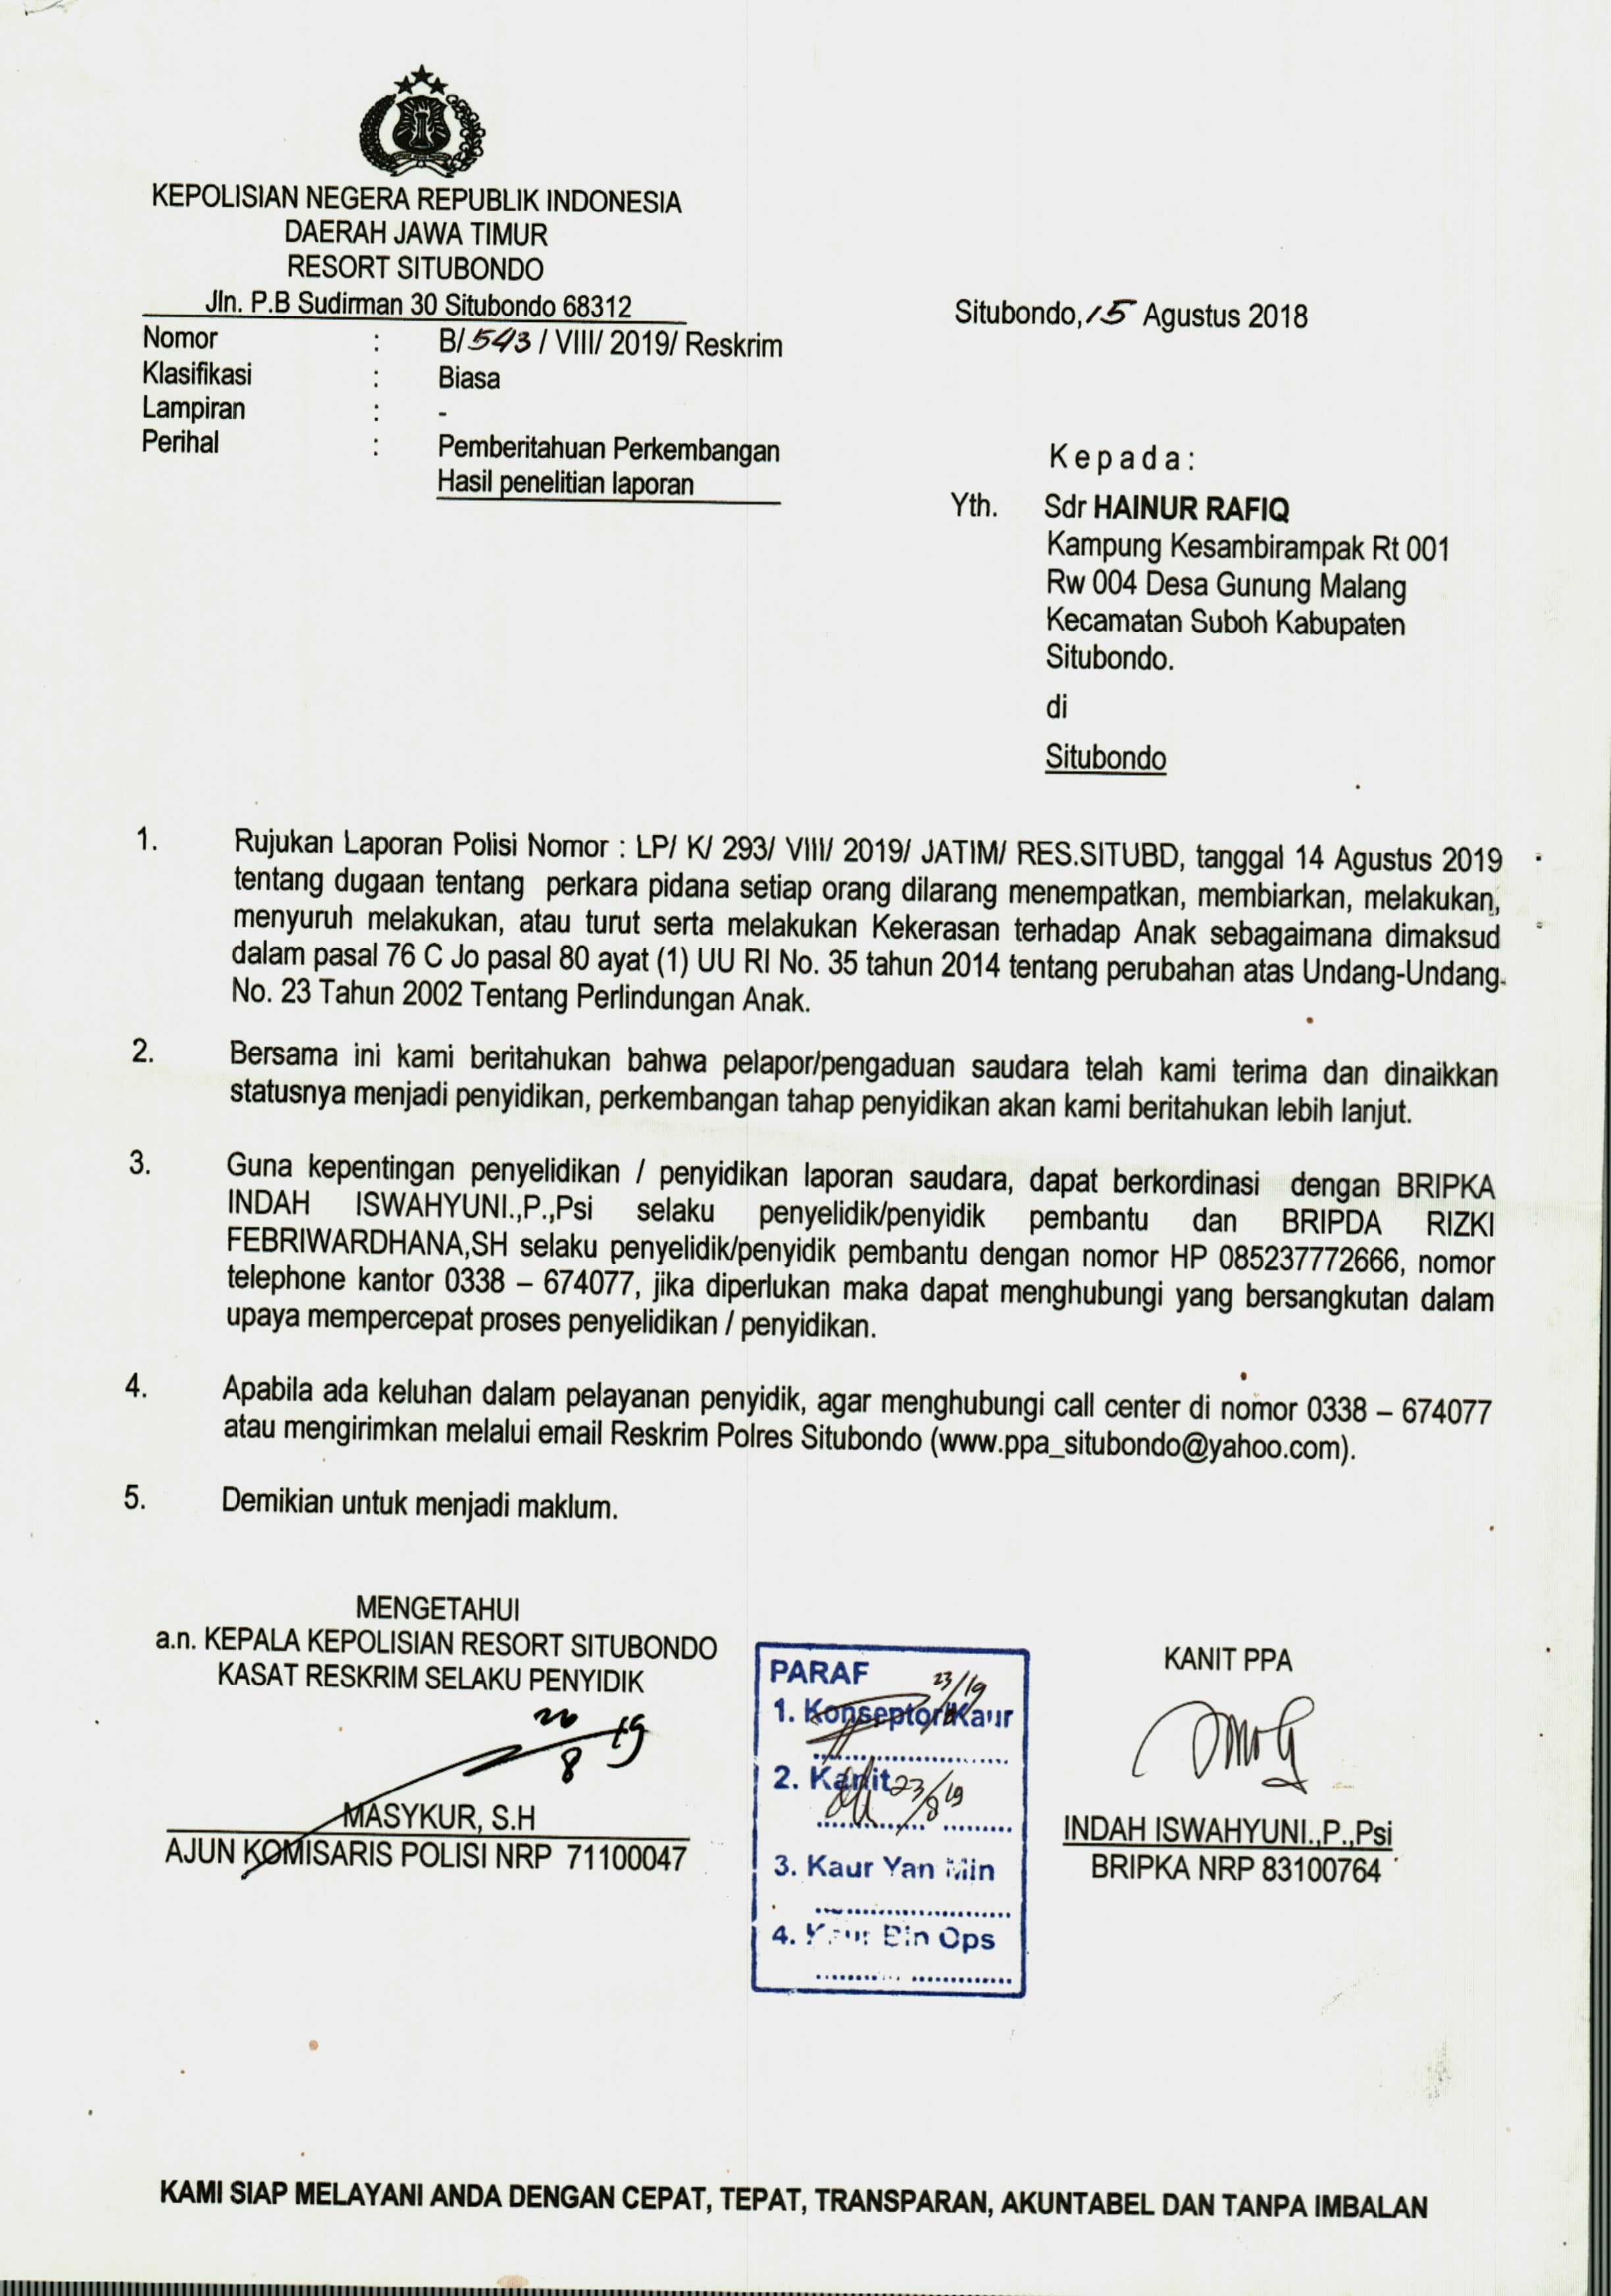 KEPOLISIAN NEGERA REPUBLIK INDONESIA
DAERAH JAWA TIMUR
RESORT SITUBONDO
Jln. P.B Sudirman 30 Situbondo 68312
Situbondo, 15 Agustus 2018
Nomor : B/ 543 / VIII/ 2019/ Reskrim
Klasifikasi : Biasa
Lampiran : -
Perihal : Pemberitahuan Perkembangan
Hasil penelitian laporan
Kepada:
Yth. Sdr HAINUR RAFIQ
Kampung Kesambirampak Rt 001
Rw 004 Desa Gunung Malang
Kecamatan Suboh Kabupaten
Situbondo.
di
Situbondo
1. Rujukan Laporan Polisi Nomor : LP/ K/ 293/ VIII/ 2019/ JATIM/ RES.SITUBD, tanggal 14 Agustus 2019
tentang dugaan tentang perkara pidana setiap orang dilarang menempatkan, membiarkan, melakukan,
menyuruh melakukan, atau turut serta melakukan Kekerasan terhadap Anak sebagaimana dimaksud
dalam pasal 76 C Jo pasal 80 ayat (1) UU RI No. 35 tahun 2014 tentang perubahan atas Undang-Undang
No. 23 Tahun 2002 Tentang Perlindungan Anak.
2. Bersama ini kami beritahukan bahwa pelapor/pengaduan saudara telah kami terima dan dinaikkan
statusnya menjadi penyidikan, perkembangan tahap penyidikan akan kami beritahukan lebih lanjut.
3. Guna kepentingan penyelidikan / penyidikan laporan saudara, dapat berkordinasi dengan BRIPKA
INDAH ISWAHYUNI.,P.,Psi selaku penyelidik/penyidik pembantu dan BRIPDA RIZKI
FEBRIWARDHANA,SH selaku penyelidik/penyidik pembantu dengan nomor HP 085237772666, nomor
telephone kantor 0338 – 674077, jika diperlukan maka dapat menghubungi yang bersangkutan dalam
upaya mempercepat proses penyelidikan / penyidikan.
4. Apabila ada keluhan dalam pelayanan penyidik, agar menghubungi call center di nomor 0338 – 674077
atau mengirimkan melalui email Reskrim Polres Situbondo (www.ppa_situbondo@yahoo.com).
5. Demikian untuk menjadi maklum.
MENGETAHUI
a.n. KEPALA KEPOLISIAN RESORT SITUBONDO
KASAT RESKRIM SELAKU PENYIDIK
8 19
MASYKUR, S.H
AJUN KOMISARIS POLISI NRP 71100047
PARAF
23/ 19
1. Konseptor/Kaur
2. Kanit 23/8 19
3. Kaur Yan Min
4. Kaur Bin Ops
KANIT PPA
INDAH ISWAHYUNI.,P.,Psi
BRIPKA NRP 83100764
KAMI SIAP MELAYANI ANDA DENGAN CEPAT, TEPAT, TRANSPARAN, AKUNTABEL DAN TANPA IMBALAN